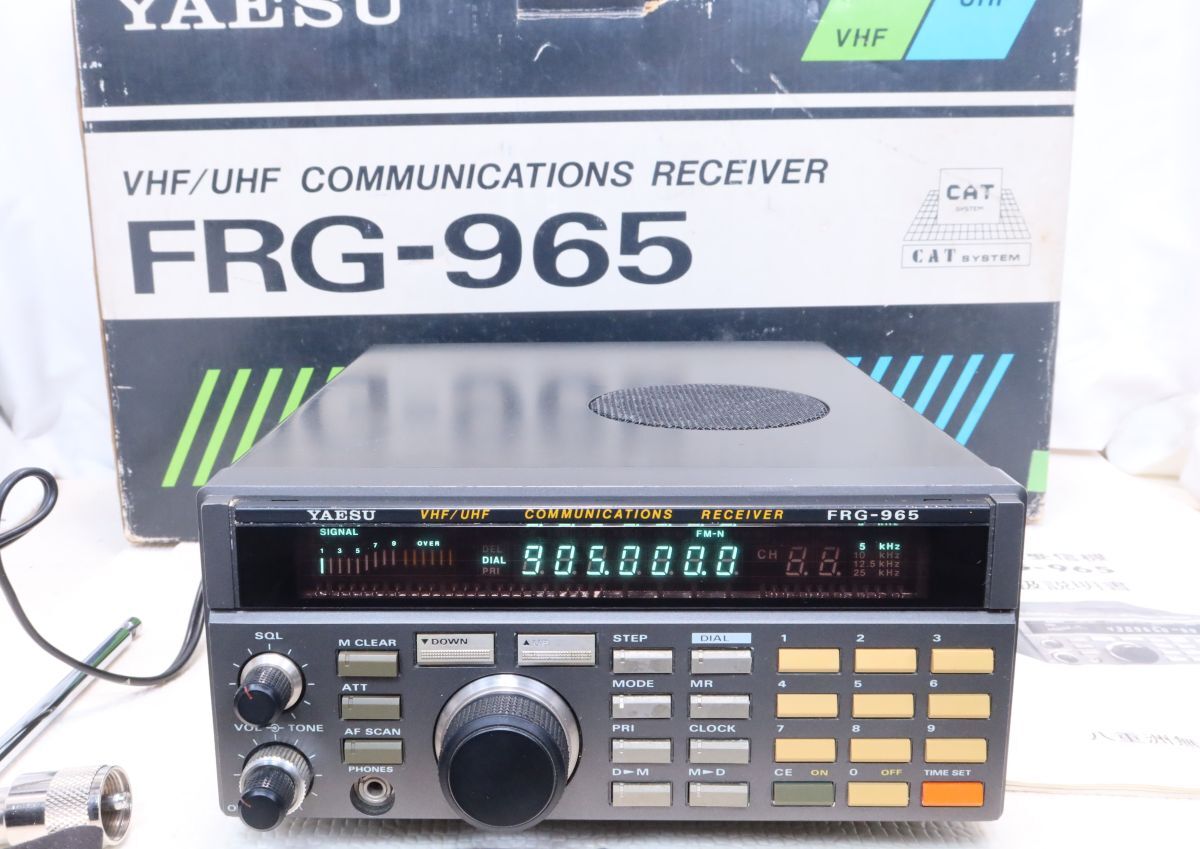 YAESU
VHF
VHF/UHF COMMUNICATIONS RECEIVER
FRG-965
CAT
SYSTEM
CAT SYSTEM
YAESU VHF/UHF COMMUNICATIONS RECEIVER FRG-965
SIGNAL
1 3 5 7 9 OVER
FM-N
DEL
DIAL
PRI
905.000.0
CH
5 kHz
10 kHz
12.5 kHz
25 kHz
SQL
M CLEAR
▼DOWN
STEP
DIAL
1 2 3
ATT
MODE
MR
4 5 6
VOL TONE
AF SCAN
PRI
CLOCK
7 8 9
PHONES
D►M
M►D
CE ON
0 OFF
TIME SET